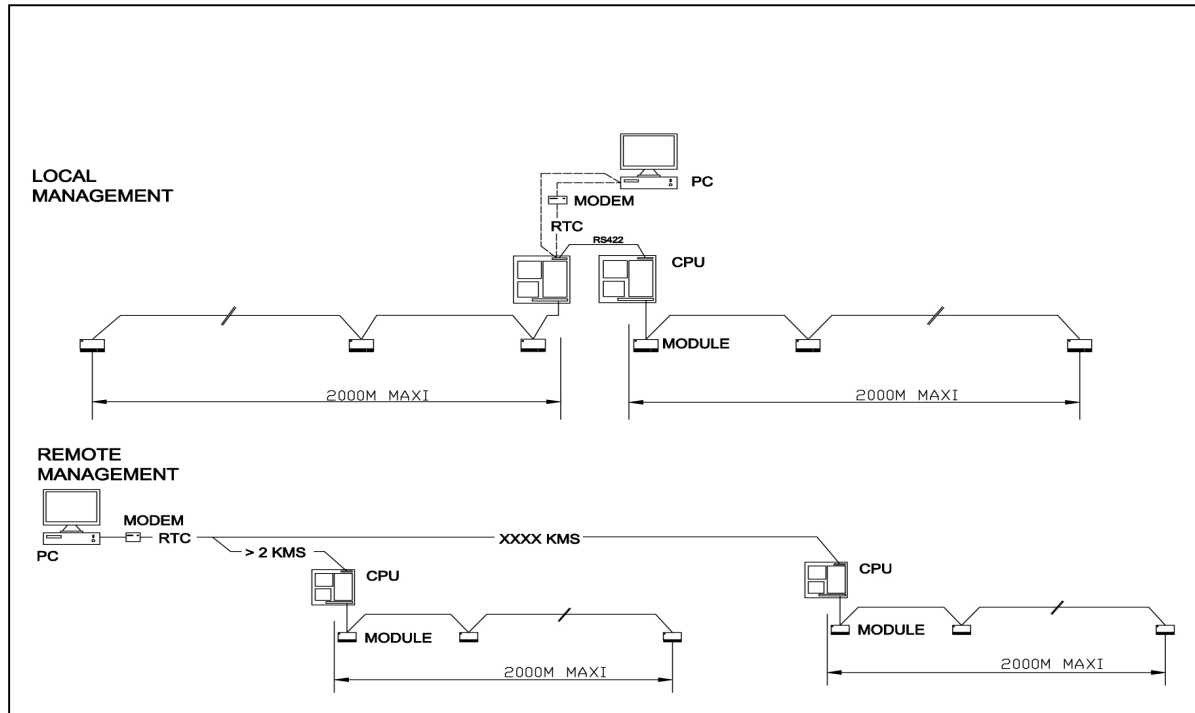 LOCAL
MANAGEMENT
PC
MODEM
RTC
RS422
CPU
MODULE
2000M MAXI
2000M MAXI
REMOTE
MANAGEMENT
MODEM
PC
RTC
XXXX KMS
> 2 KMS
CPU
CPU
MODULE
MODULE
2000M MAXI
2000M MAXI